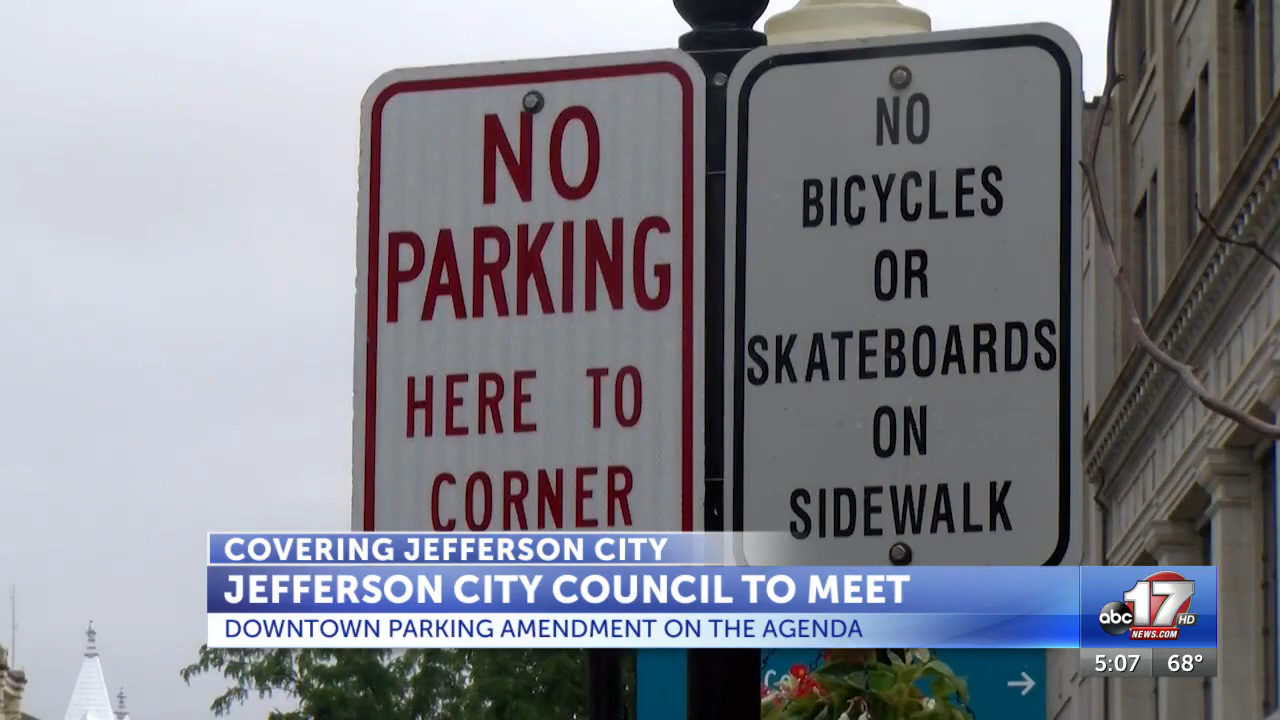 NO
PARKING
HERE TO
CORNER
NO
BICYCLES
OR
SKATEBOARDS
ON
SIDEWALK
COVERING JEFFERSON CITY
JEFFERSON CITY COUNCIL TO MEET
DOWNTOWN PARKING AMENDMENT ON THE AGENDA
abc 17 HD
NEWS.COM
5:07 68°
→